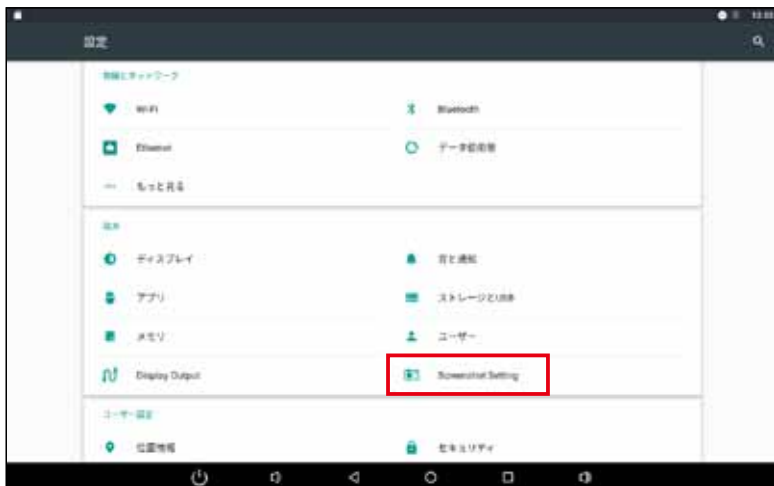 設定
無線とネットワーク
Wi-Fi
Bluetooth
Ethernet
データ使用量
もっと見る
端末
ディスプレイ
音と通知
アプリ
ストレージとUSB
メモリ
ユーザー
Display Output
Screenshot Setting
ユーザー設定
位置情報
セキュリティ